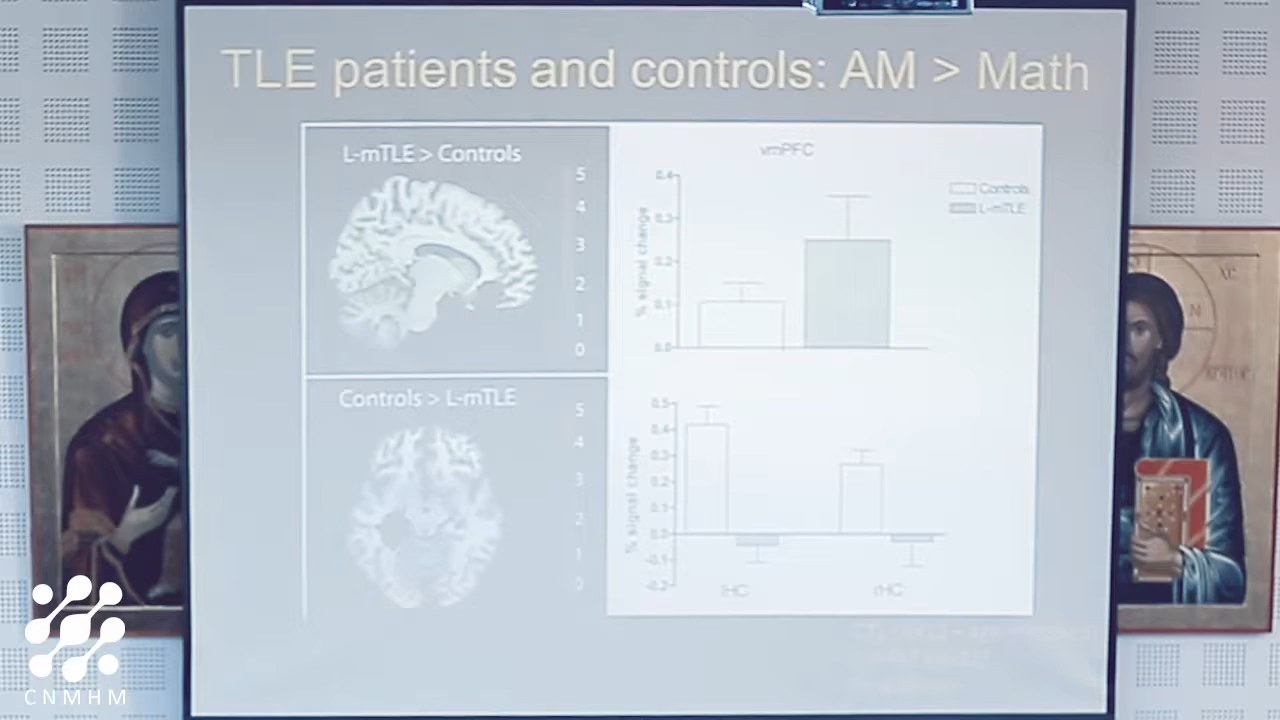 TLE patients and controls: AM > Math
L-mTLE > Controls
5
4
3
2
1
0
vmPFC
Controls
L-mTLE
% signal change
0.4
0.3
0.2
0.1
0.0
Controls > L-mTLE
5
4
3
2
1
0
% signal change
0.5
0.4
0.3
0.2
0.1
0.0
-0.1
-0.2
lHC
rHC
N
CNMHM